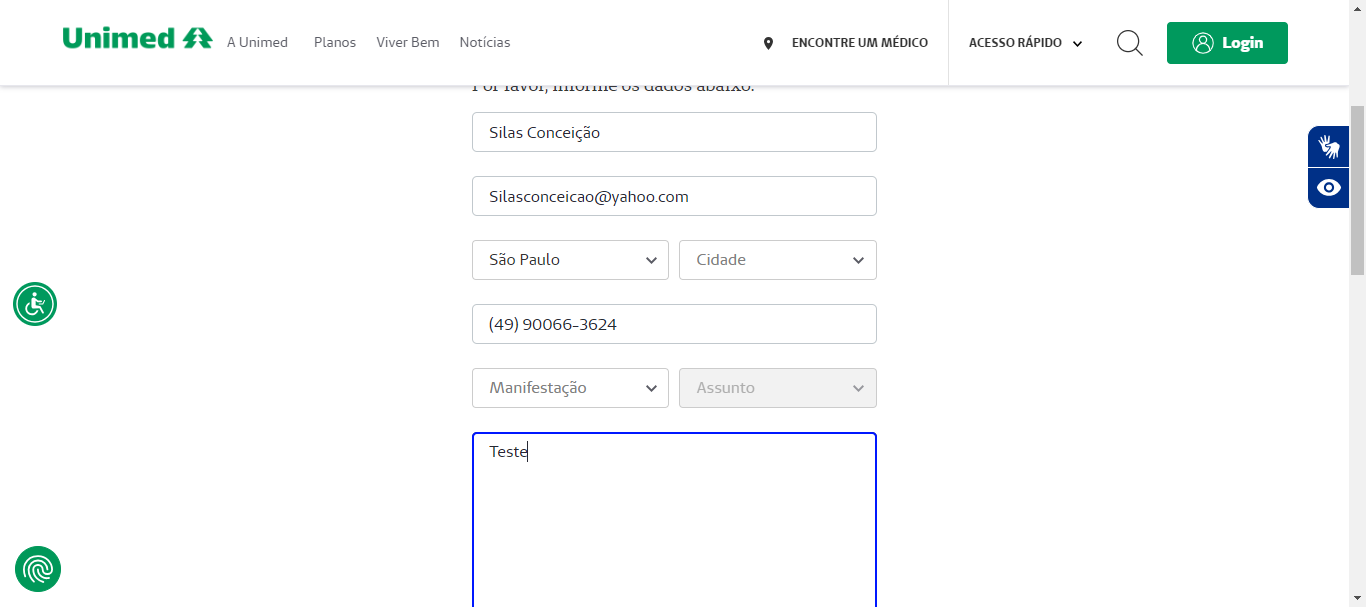 Unimed A Unimed Planos Viver Bem Notícias ENCONTRE UM MÉDICO ACESSO RÁPIDO Login
Por favor, informe os dados abaixo.
Silas Conceição
Silasconceicao@yahoo.com
São Paulo Cidade
(49) 90066-3624
Manifestação Assunto
Teste